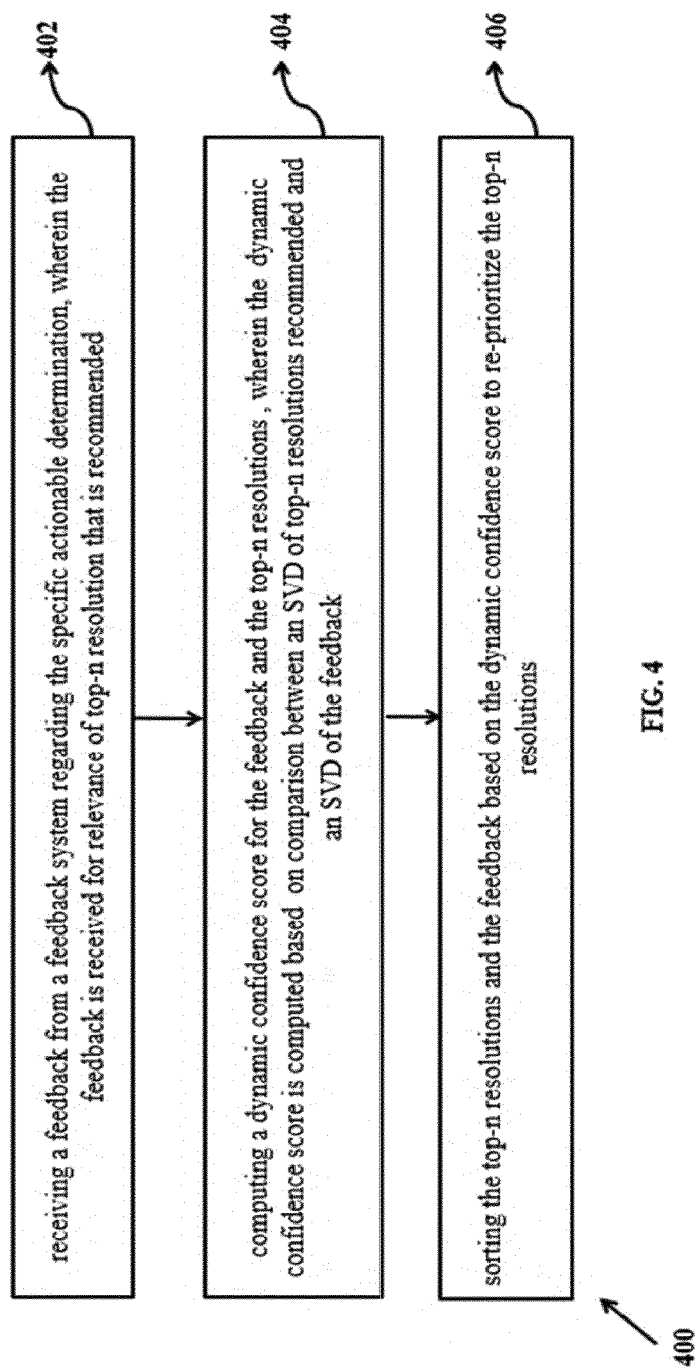 receiving a feedback from a feedback system regarding the specific actionable determination, wherein the
feedback is received for relevance of top-n resolution that is recommended
402
computing a dynamic confidence score for the feedback and the top-n resolutions , wherein the dynamic
confidence score is computed based on comparison between an SVD of top-n resolutions recommended and
an SVD of the feedback
404
sorting the top-n resolutions and the feedback based on the dynamic confidence score to re-prioritize the top-n
resolutions
406
400
FIG. 4